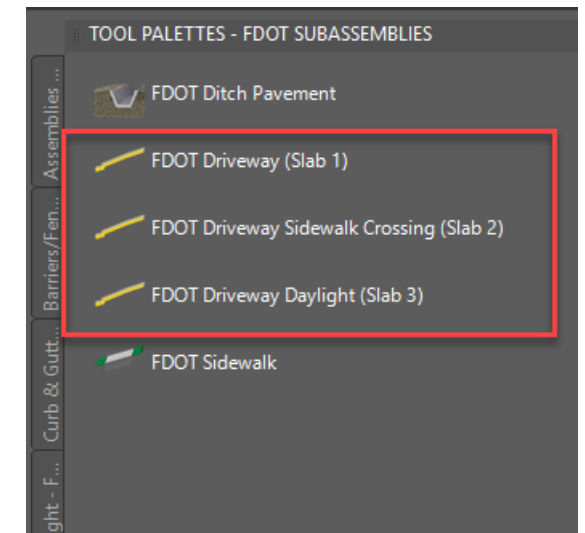 TOOL PALETTES - FDOT SUBASSEMBLIES
Assemblies ...
Barriers/Fen...
Curb & Gutt...
ght - F...
FDOT Ditch Pavement
FDOT Driveway (Slab 1)
FDOT Driveway Sidewalk Crossing (Slab 2)
FDOT Driveway Daylight (Slab 3)
FDOT Sidewalk